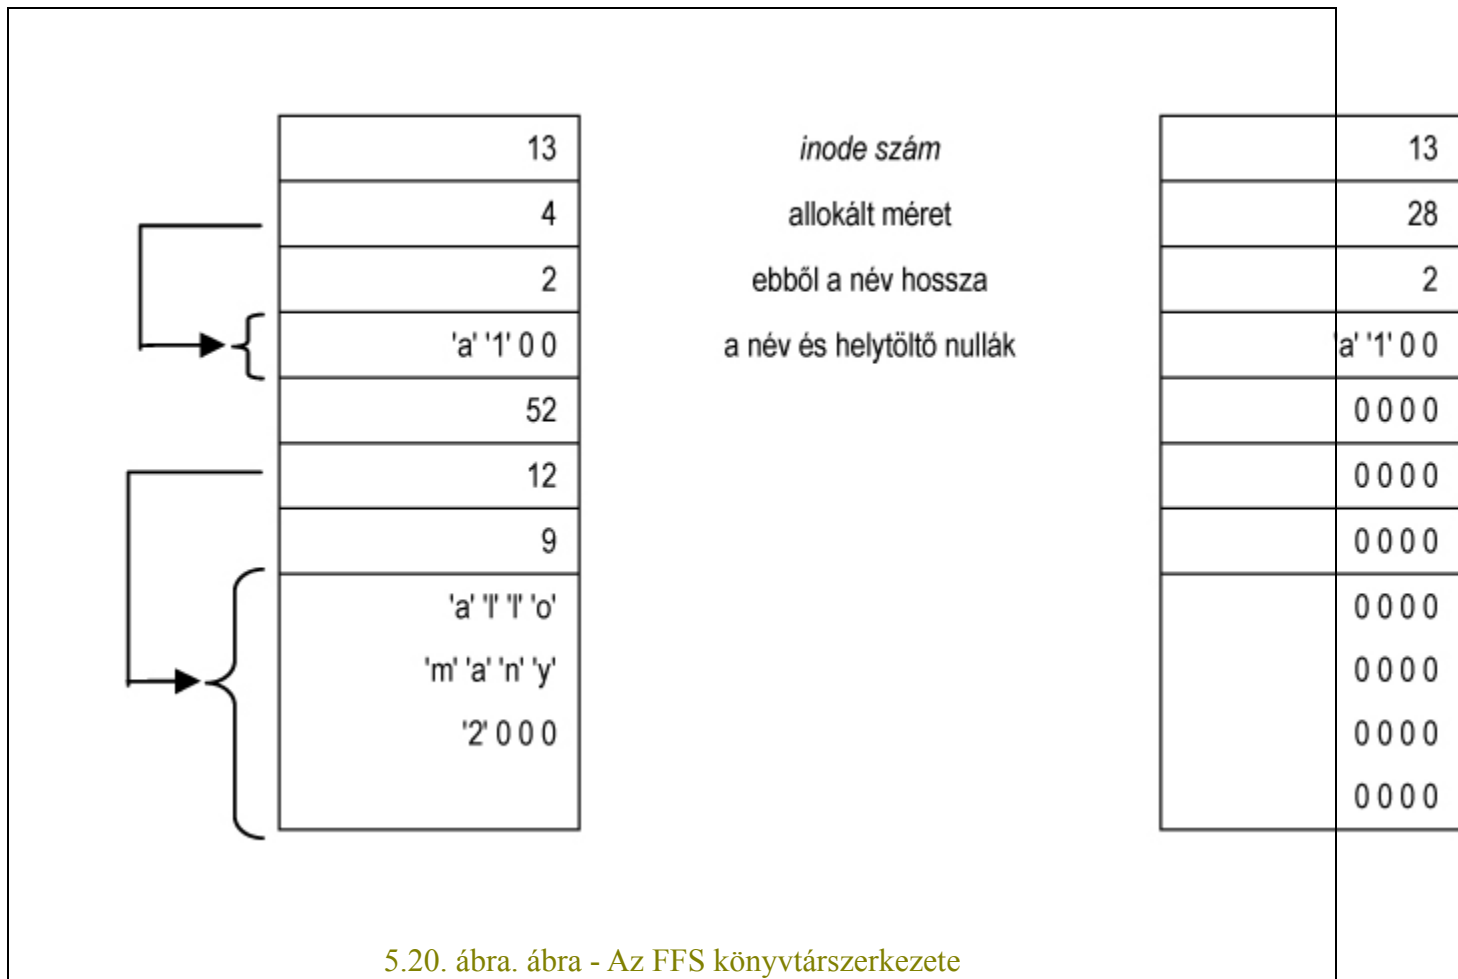 13 inode szám 13
4 allokált méret 28
2 ebből a név hossza 2
'a' '1' 0 0 a név és helytöltő nullák 'a' '1' 0 0
52 0 0 0 0
12 0 0 0 0
9 0 0 0 0
'a' 'l' 'l' 'o' 0 0 0 0
'm' 'a' 'n' 'y' 0 0 0 0
'2' 0 0 0 0 0 0 0
0 0 0 0
5.20. ábra. ábra - Az FFS könyvtárszerkezete